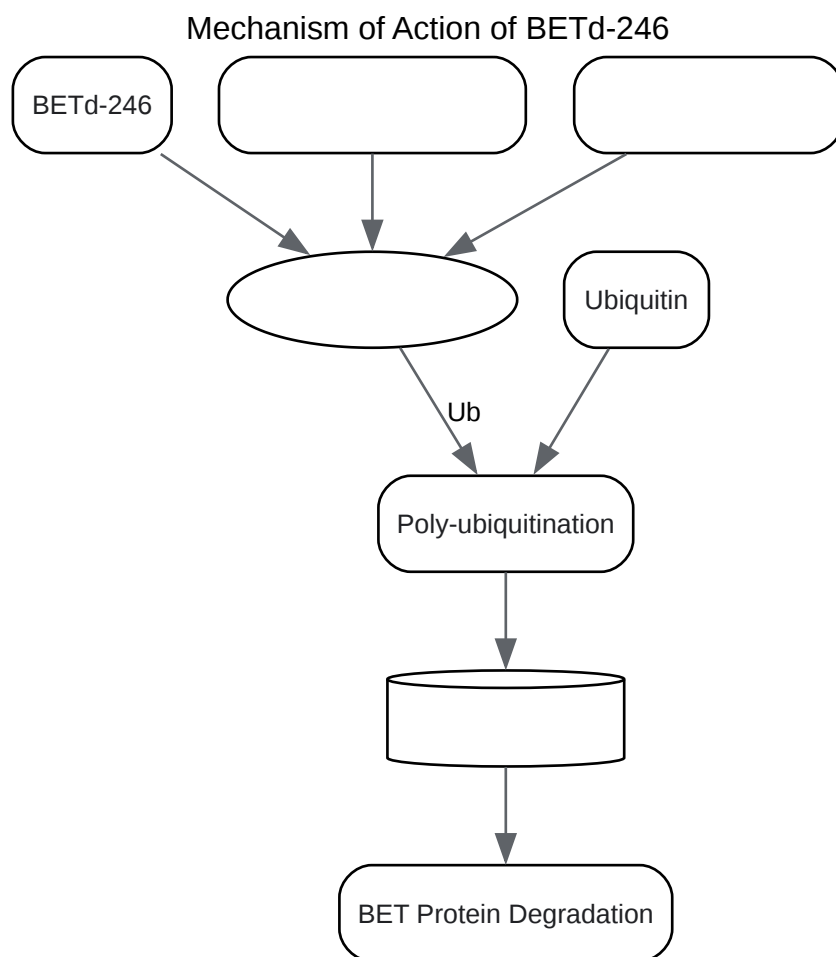 Mechanism of Action of BETd-246
BETd-246
Ubiquitin
Ub
Poly-ubiquitination
BET Protein Degradation